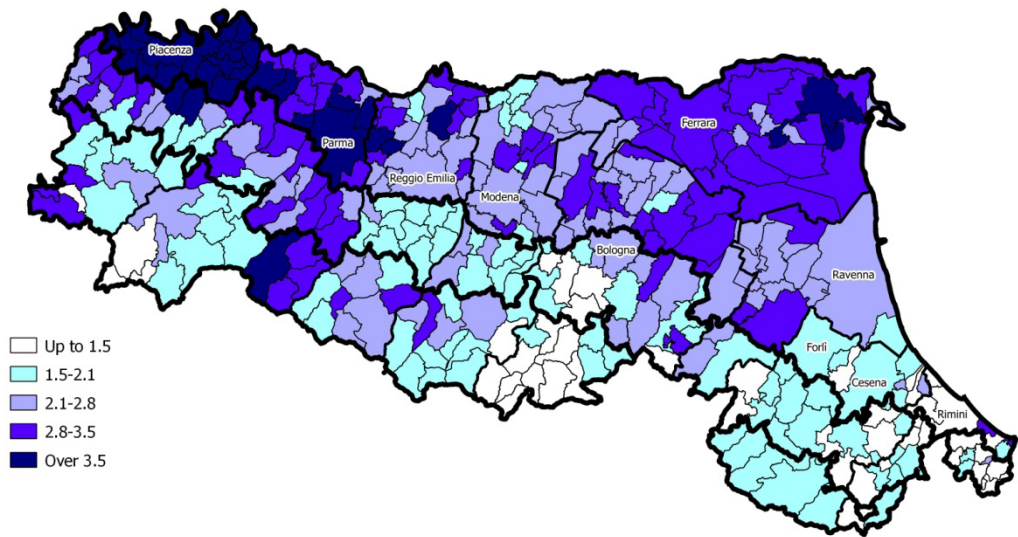 Piacenza
Parma
Ferrara
Reggio Emilia
Modena
Bologna
Ravenna
Forlì
Cesena
Rimini
Up to 1.5
1.5-2.1
2.1-2.8
2.8-3.5
Over 3.5